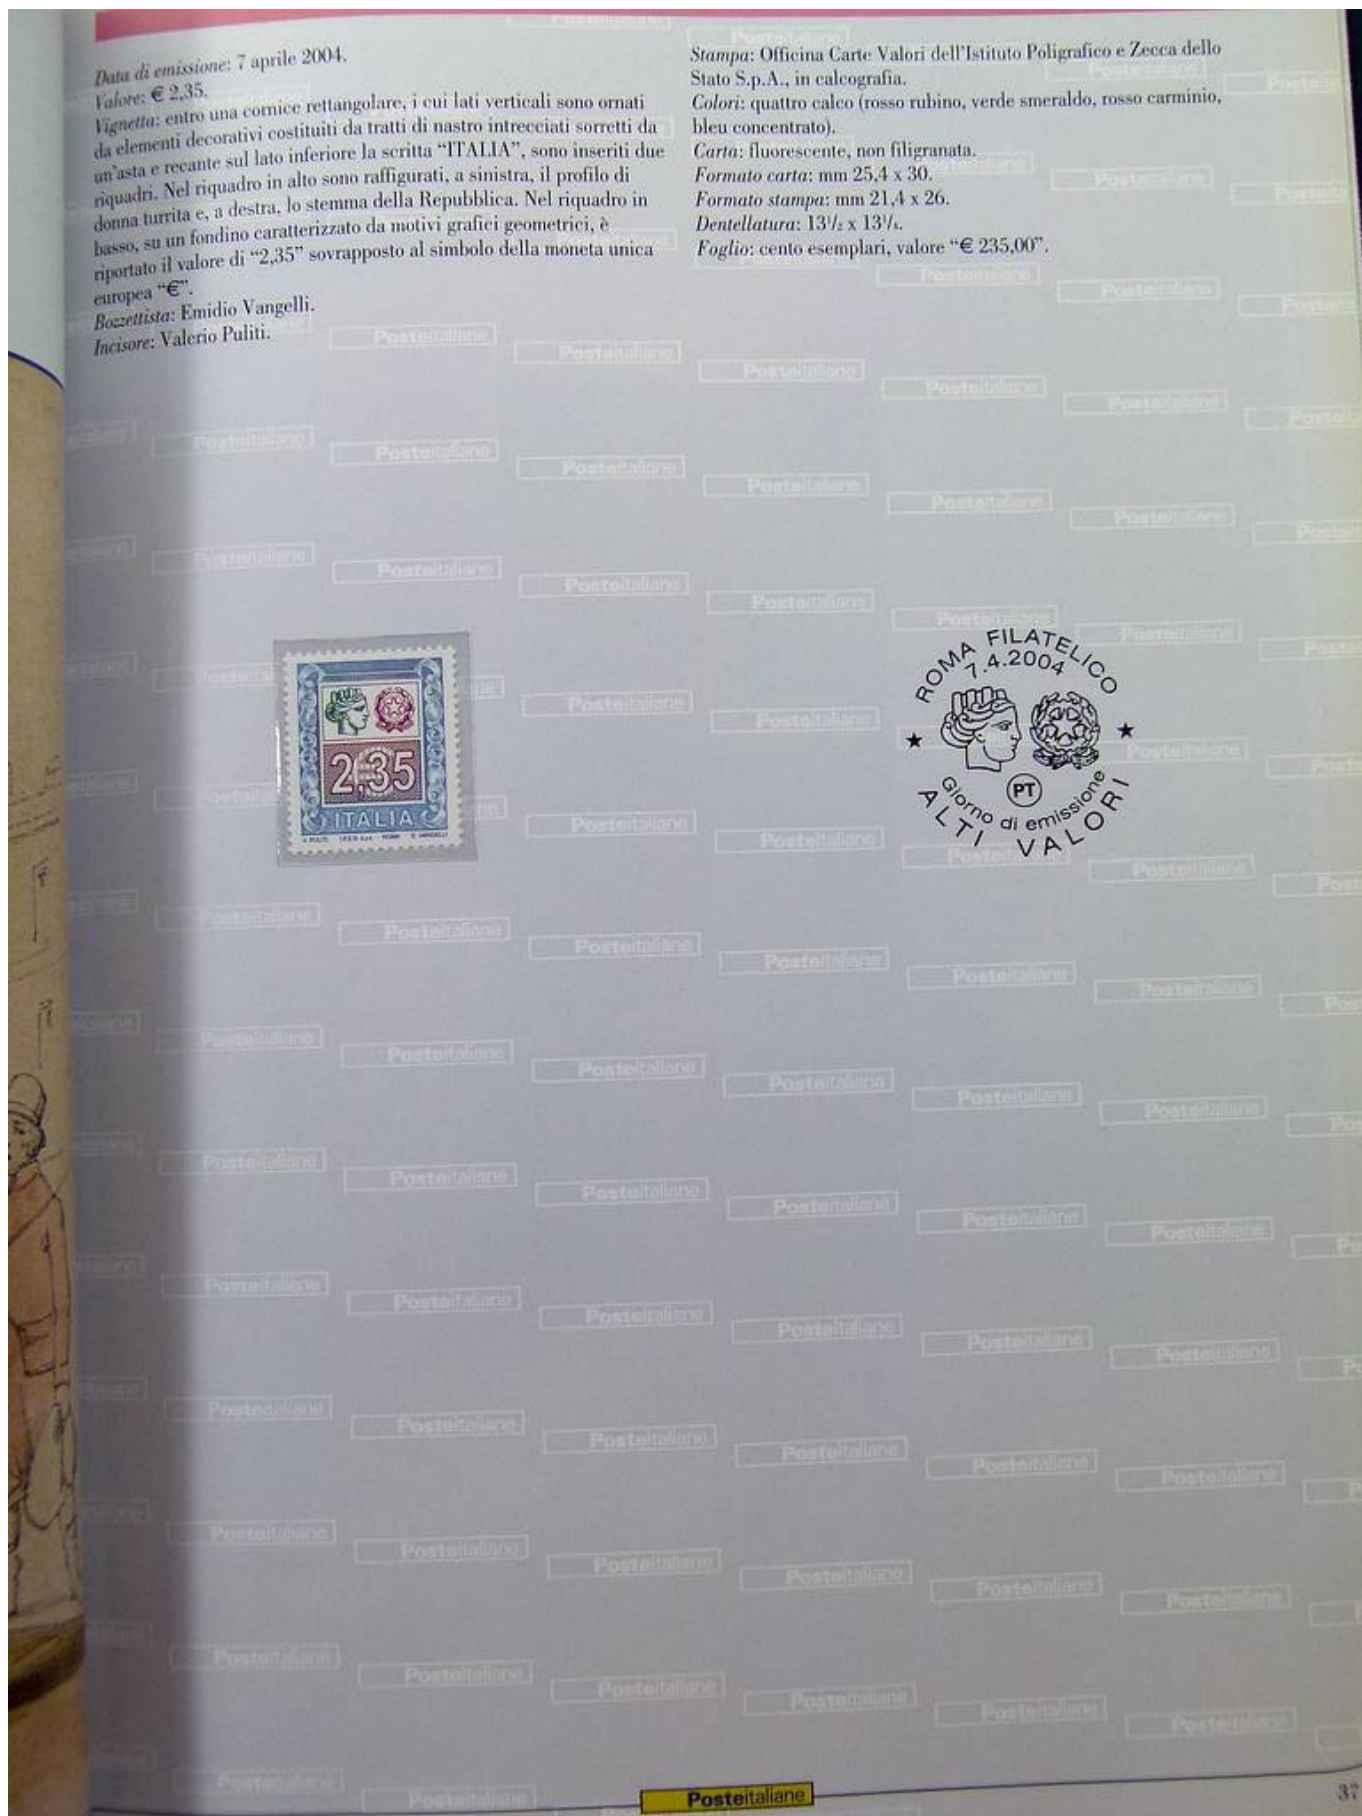 Data di emissione: 7 aprile 2004.
Valore: € 2,35.
Vignetta: entro una cornice rettangolare, i cui lati verticali sono ornati
da elementi decorativi costituiti da tratti di nastro intrecciati sorretti da
un'asta e recante sul lato inferiore la scritta “ITALIA”, sono inseriti due
riquadri. Nel riquadro in alto sono raffigurati, a sinistra, il profilo di
donna turrita e, a destra, lo stemma della Repubblica. Nel riquadro in
basso, su un fondino caratterizzato da motivi grafici geometrici, è
riportato il valore di “2,35” sovrapposto al simbolo della moneta unica
europea “€”.
Bozzettista: Emidio Vangelli.
Incisore: Valerio Puliti.
Stampa: Officina Carte Valori dell'Istituto Poligrafico e Zecca dello
Stato S.p.A., in calcografia.
Colori: quattro calco (rosso rubino, verde smeraldo, rosso carminio,
bleu concentrato).
Carta: fluorescente, non filigranata.
Formato carta: mm 25,4 x 30.
Formato stampa: mm 21,4 x 26.
Dentellatura: 13¹/₂ x 13¹/₄.
Foglio: cento esemplari, valore “€ 235,00”.
2,35
ITALIA
ROMA FILATELICO
7.4.2004
PT
Giorno di emissione
ALTI VALORI
Posteitaliane
37